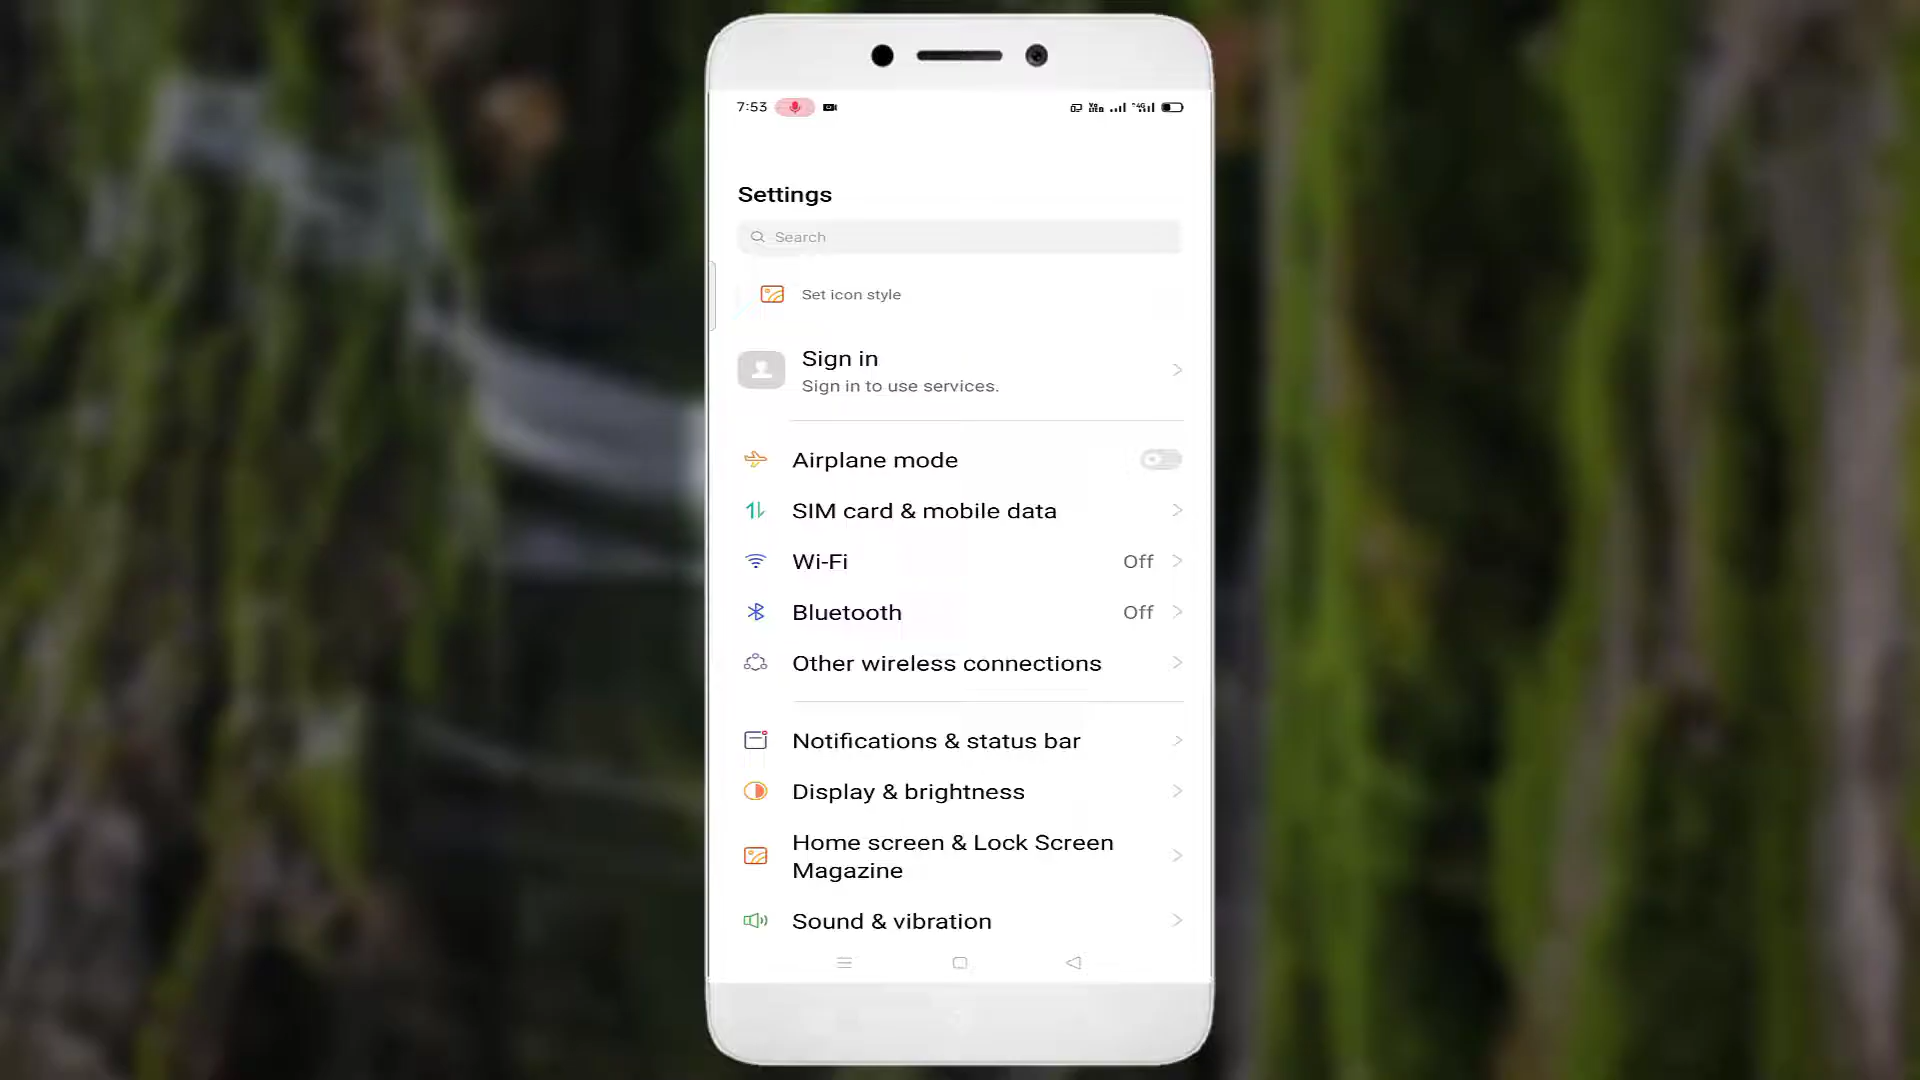 7:53
Settings
Search
Set icon style
Sign in
Sign in to use services.
Airplane mode
SIM card & mobile data
Wi-Fi Off
Bluetooth Off
Other wireless connections
Notifications & status bar
Display & brightness
Home screen & Lock Screen
Magazine
Sound & vibration